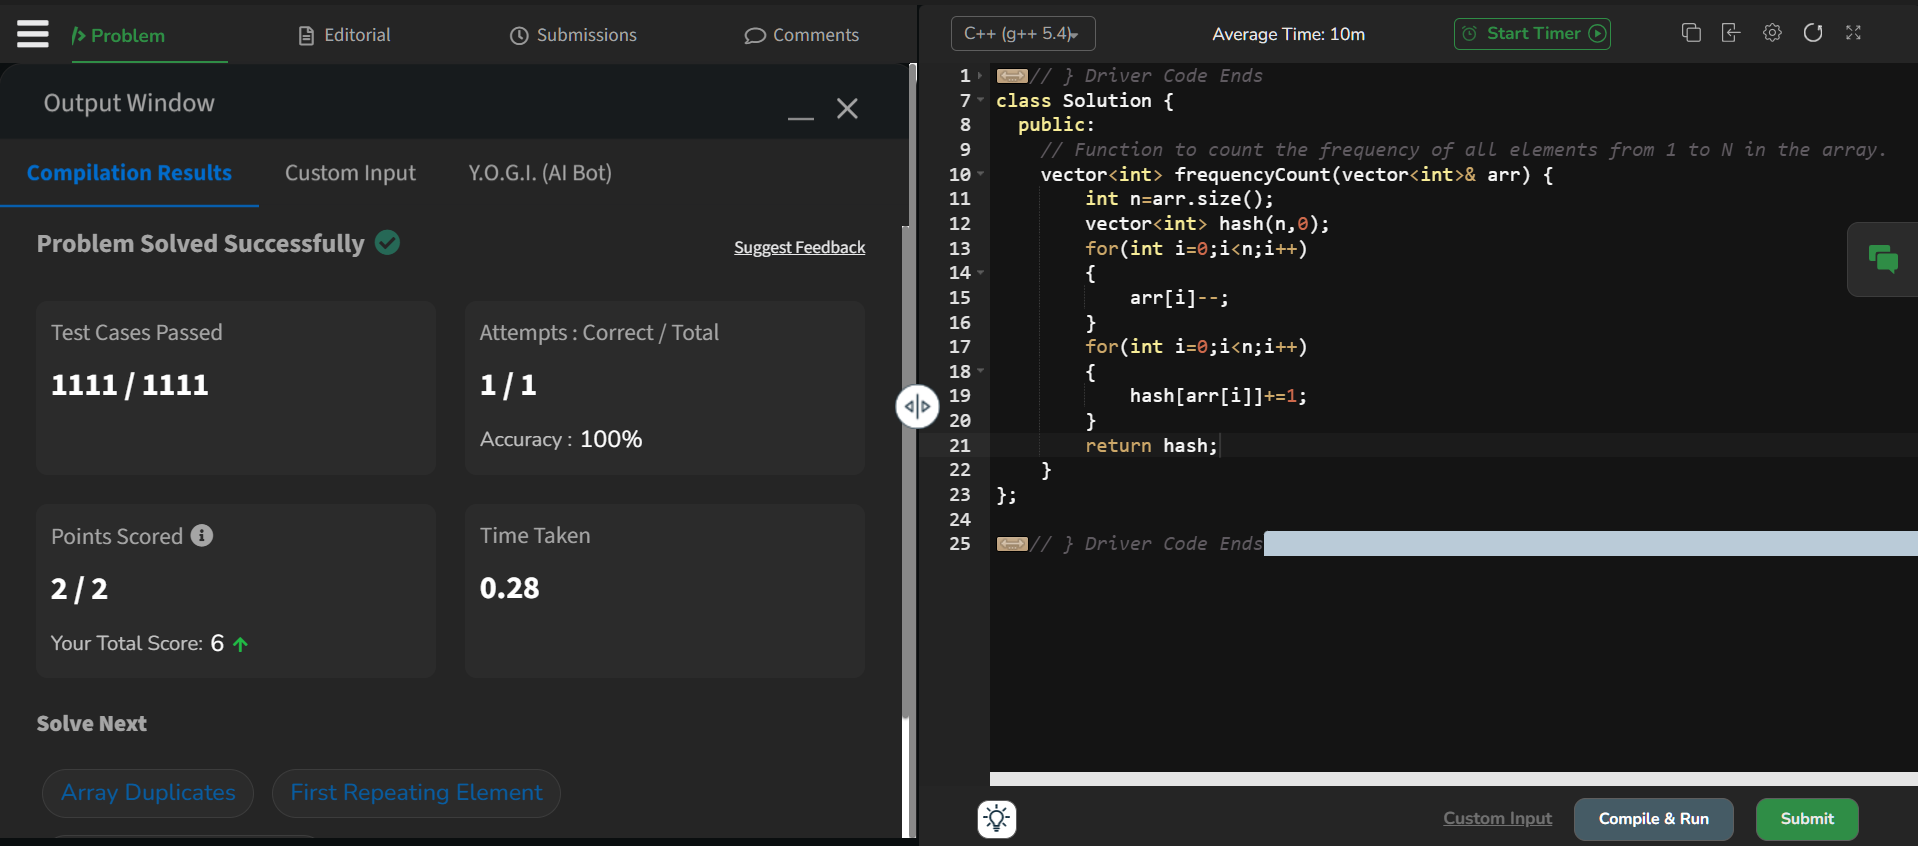 Problem
Editorial
Submissions
Comments
Output Window
Compilation Results
Custom Input
Y.O.G.I. (AI Bot)
Problem Solved Successfully
Suggest Feedback
Test Cases Passed
1111 / 1111
Attempts : Correct / Total
1 / 1
Accuracy : 100%
Points Scored
2 / 2
Your Total Score: 6
Time Taken
0.28
Solve Next
Array Duplicates
First Repeating Element
C++ (g++ 5.4)
Average Time: 10m
Start Timer
1 // } Driver Code Ends
7 class Solution {
8 public:
9 // Function to count the frequency of all elements from 1 to N in the array.
10 vector<int> frequencyCount(vector<int>& arr) {
11 int n=arr.size();
12 vector<int> hash(n,0);
13 for(int i=0;i<n;i++)
14 {
15 arr[i]--;
16 }
17 for(int i=0;i<n;i++)
18 {
19 hash[arr[i]]+=1;
20 }
21 return hash;
22 }
23 };
24
25 // } Driver Code Ends
Custom Input
Compile & Run
Submit